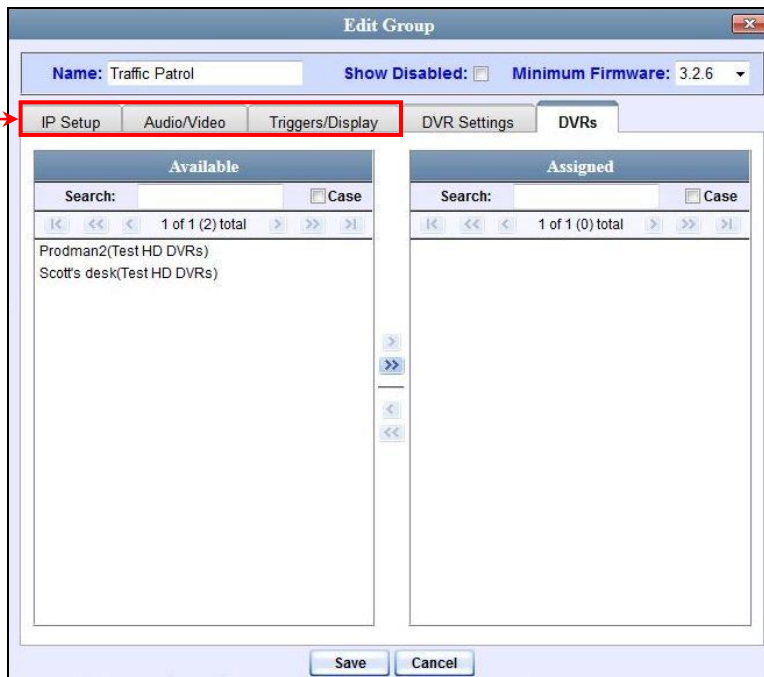 Edit Group
Name: Traffic Patrol Show Disabled: Minimum Firmware: 3.2.6
IP Setup Audio/Video Triggers/Display DVR Settings DVRs
Available
Search: Case
|< << < 1 of 1 (2) total > >> >|
Prodman2(Test HD DVRs)
Scott's desk(Test HD DVRs)
>
>>
<
<<
Assigned
Search: Case
|< << < 1 of 1 (0) total > >> >|
Save Cancel